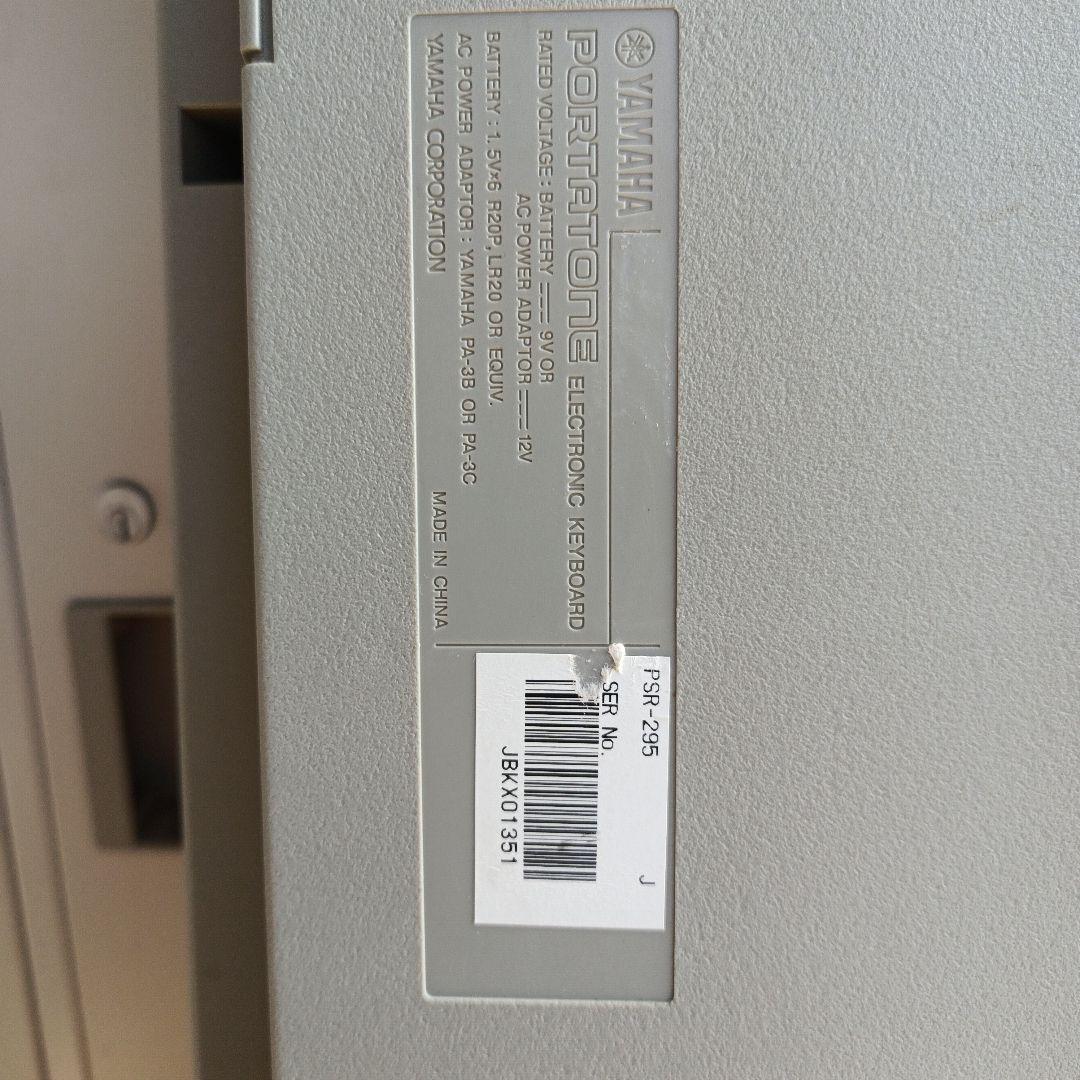 YAMAHA
PORTATONE ELECTRONIC KEYBOARD
RATED VOLTAGE : BATTERY ⎓ 9V OR
AC POWER ADAPTOR ⎓ 12V
BATTERY : 1.5V×6 R20P, LR20 OR EQUIV.
AC POWER ADAPTOR : YAMAHA PA-3B OR PA-3C
YAMAHA CORPORATION MADE IN CHINA
PSR-295 J
SER No.
JBKX01351